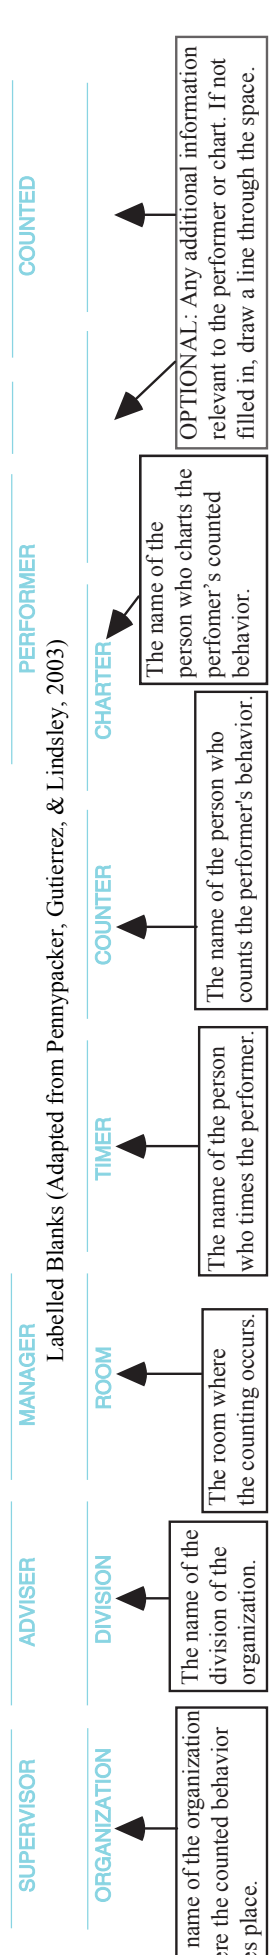 SUPERVISOR
ADVISER
MANAGER
PERFORMER
COUNTED
Labelled Blanks (Adapted from Pennypacker, Gutierrez, & Lindsley, 2003)
ORGANIZATION
DIVISION
ROOM
TIMER
COUNTER
CHARTER
name of the organization
ere the counted behavior
es place.
The name of the
division of the
organization.
The room where
the counting occurs.
The name of the person
who times the performer.
The name of the person who
counts the performer's behavior.
The name of the
person who charts the
perfomer's counted
behavior.
OPTIONAL: Any additional information
relevant to the performer or chart. If not
filled in, draw a line through the space.